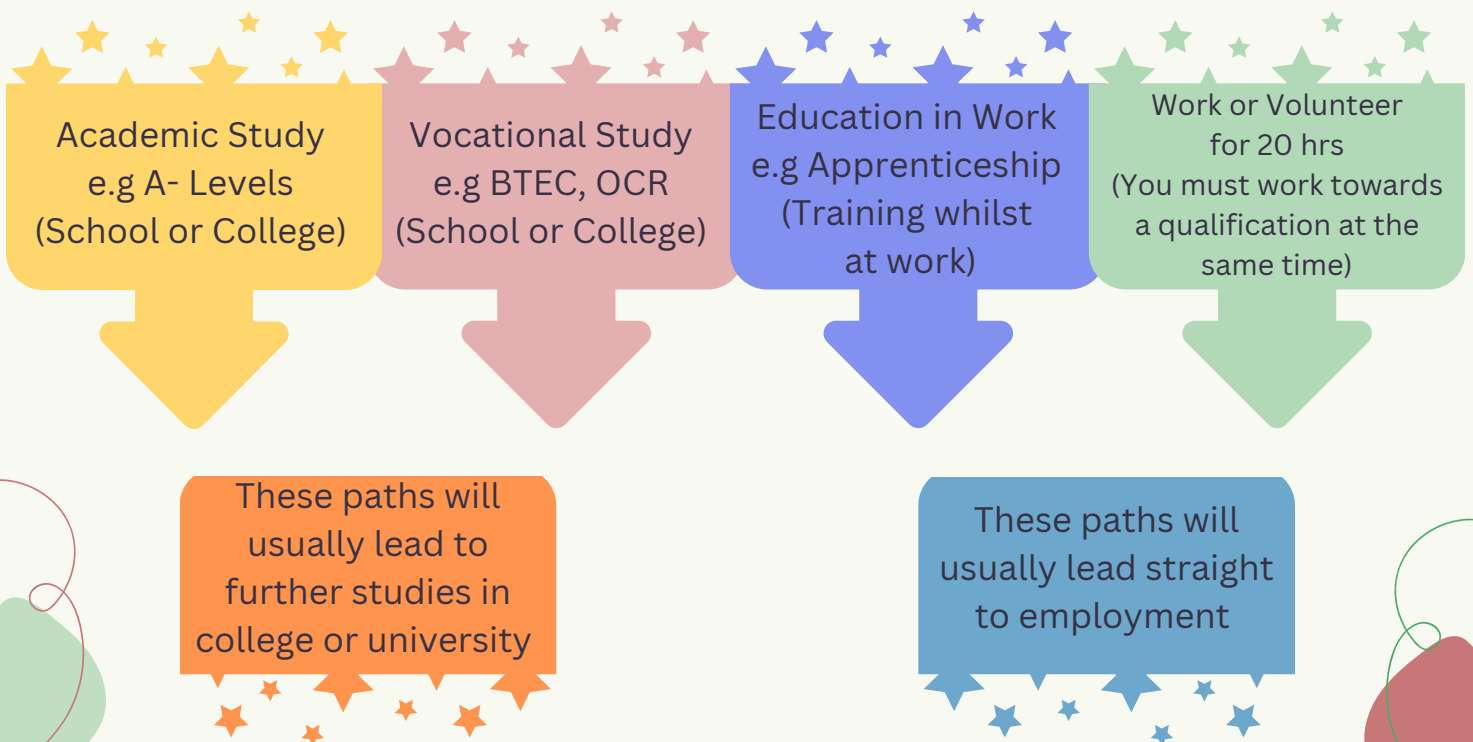 Academic Study
e.g A- Levels
(School or College)
Vocational Study
e.g BTEC, OCR
(School or College)
Education in Work
e.g Apprenticeship
(Training whilst
at work)
Work or Volunteer
for 20 hrs
(You must work towards
a qualification at the
same time)
These paths will
usually lead to
further studies in
college or university
These paths will
usually lead straight
to employment